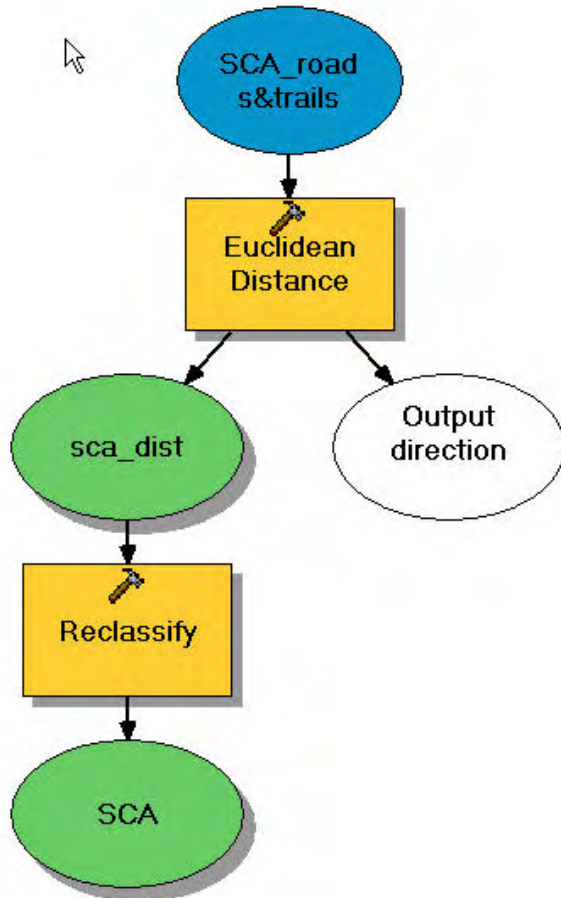 SCA_road
s&trails
Euclidean
Distance
sca_dist
Output
direction
Reclassify
SCA